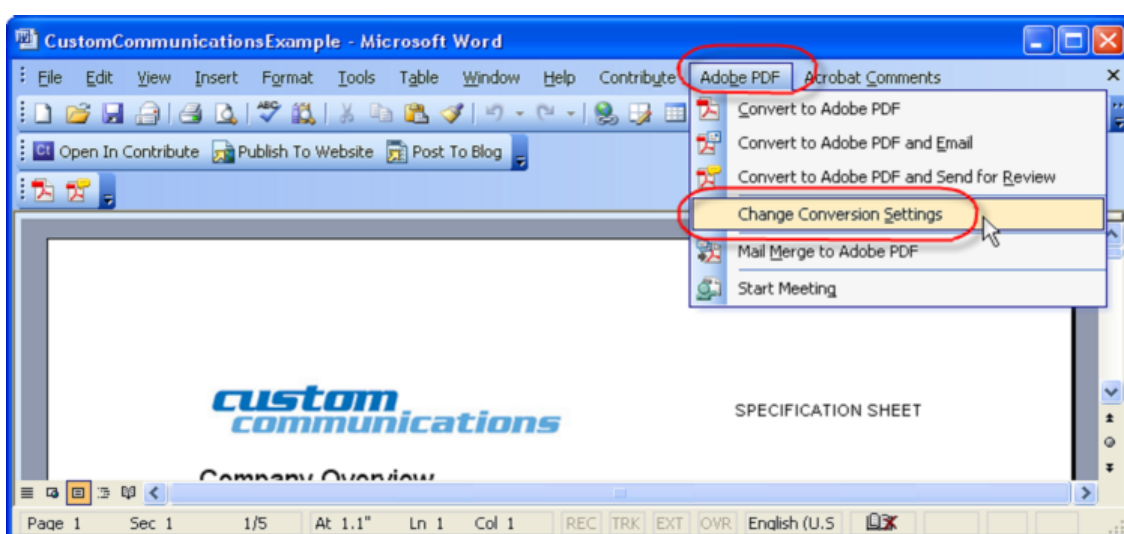 CustomCommunicationsExample - Microsoft Word
File Edit View Insert Format Tools Table Window Help Contribute Adobe PDF Acrobat Comments
Open In Contribute Publish To Website Post To Blog
Convert to Adobe PDF
Convert to Adobe PDF and Email
Convert to Adobe PDF and Send for Review
Change Conversion Settings
Mail Merge to Adobe PDF
Start Meeting
custom
communications
SPECIFICATION SHEET
Company Overview
Page 1 Sec 1 1/5 At 1.1" Ln 1 Col 1 REC TRK EXT OVR English (U.S